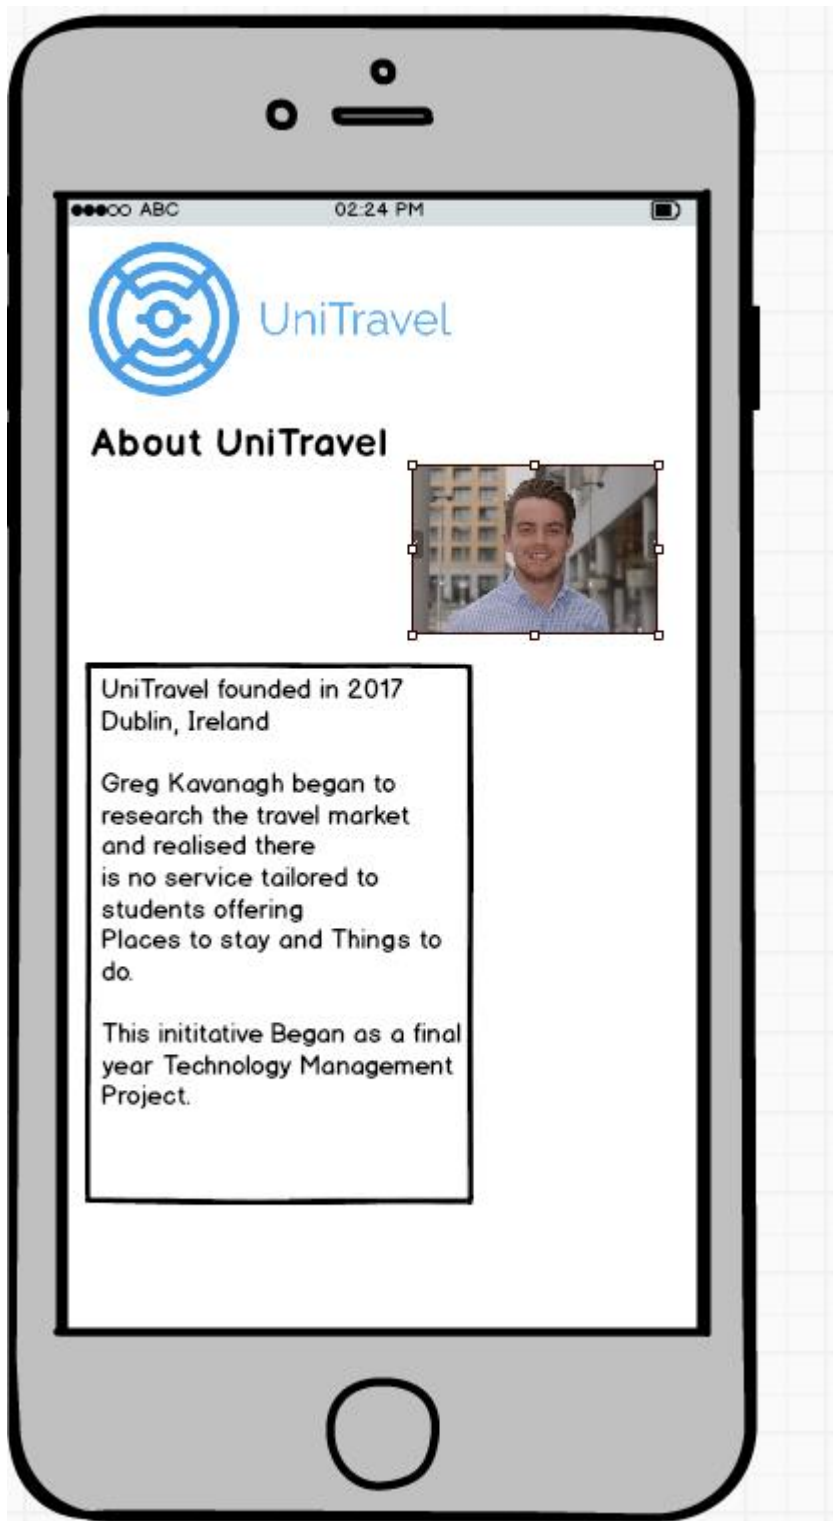 ABC 02:24 PM
UniTravel
About UniTravel
UniTravel founded in 2017
Dublin, Ireland
Greg Kavanagh began to
research the travel market
and realised there
is no service tailored to
students offering
Places to stay and Things to
do.
This inititative Began as a final
year Technology Management
Project.